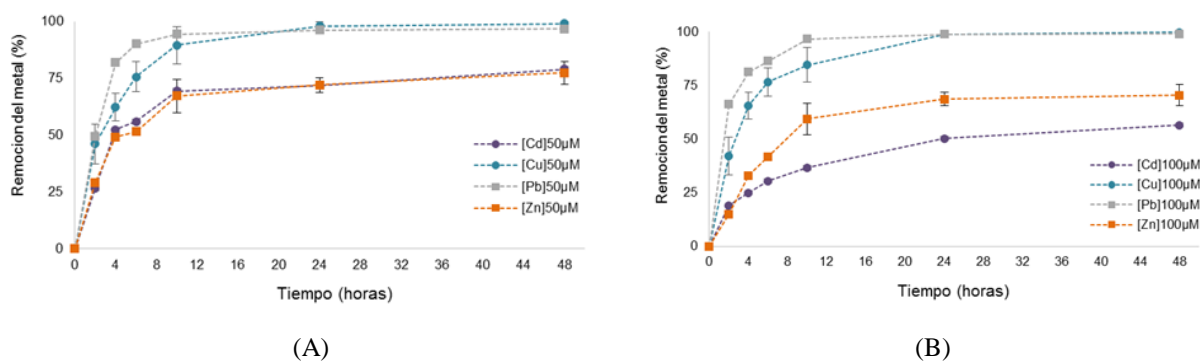 Remocion del metal (%)
100
75
50
25
0
[Cd]50µM
[Cu]50µM
[Pb]50µM
[Zn]50µM
0 4 8 12 16 20 24 28 32 36 40 44 48
Tiempo (horas)
(A)
Remocion del metal (%)
100
75
50
25
0
[Cd]100µM
[Cu]100µM
[Pb]100µM
[Zn]100µM
0 4 8 12 16 20 24 28 32 36 40 44 48
Tiempo (horas)
(B)